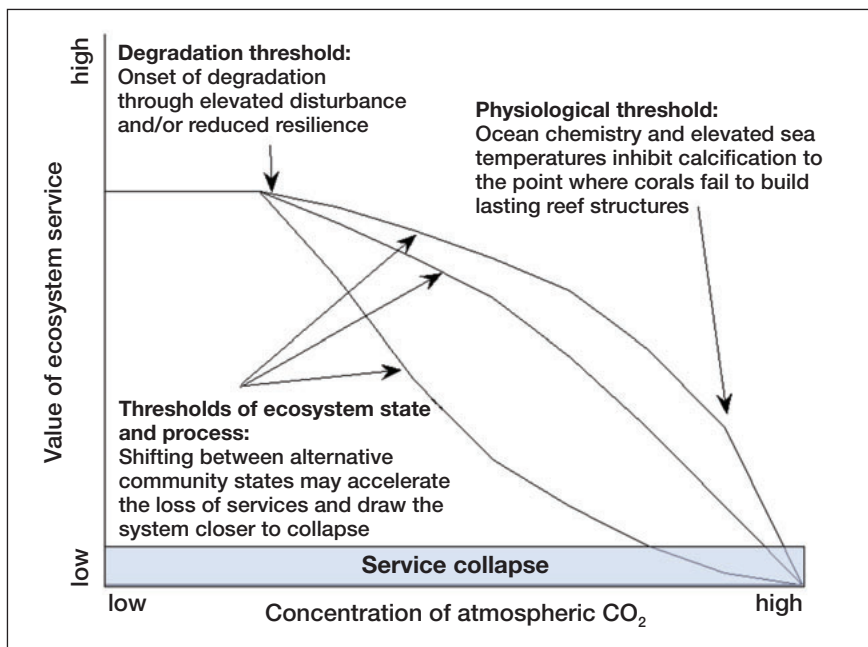 high
Degradation threshold:
Onset of degradation
through elevated disturbance
and/or reduced resilience
Physiological threshold:
Ocean chemistry and elevated sea
temperatures inhibit calcification to
the point where corals fail to build
lasting reef structures
Value of ecosystem service
Thresholds of ecosystem state
and process:
Shifting between alternative
community states may accelerate
the loss of services and draw the
system closer to collapse
low
Service collapse
low
Concentration of atmospheric CO₂
high